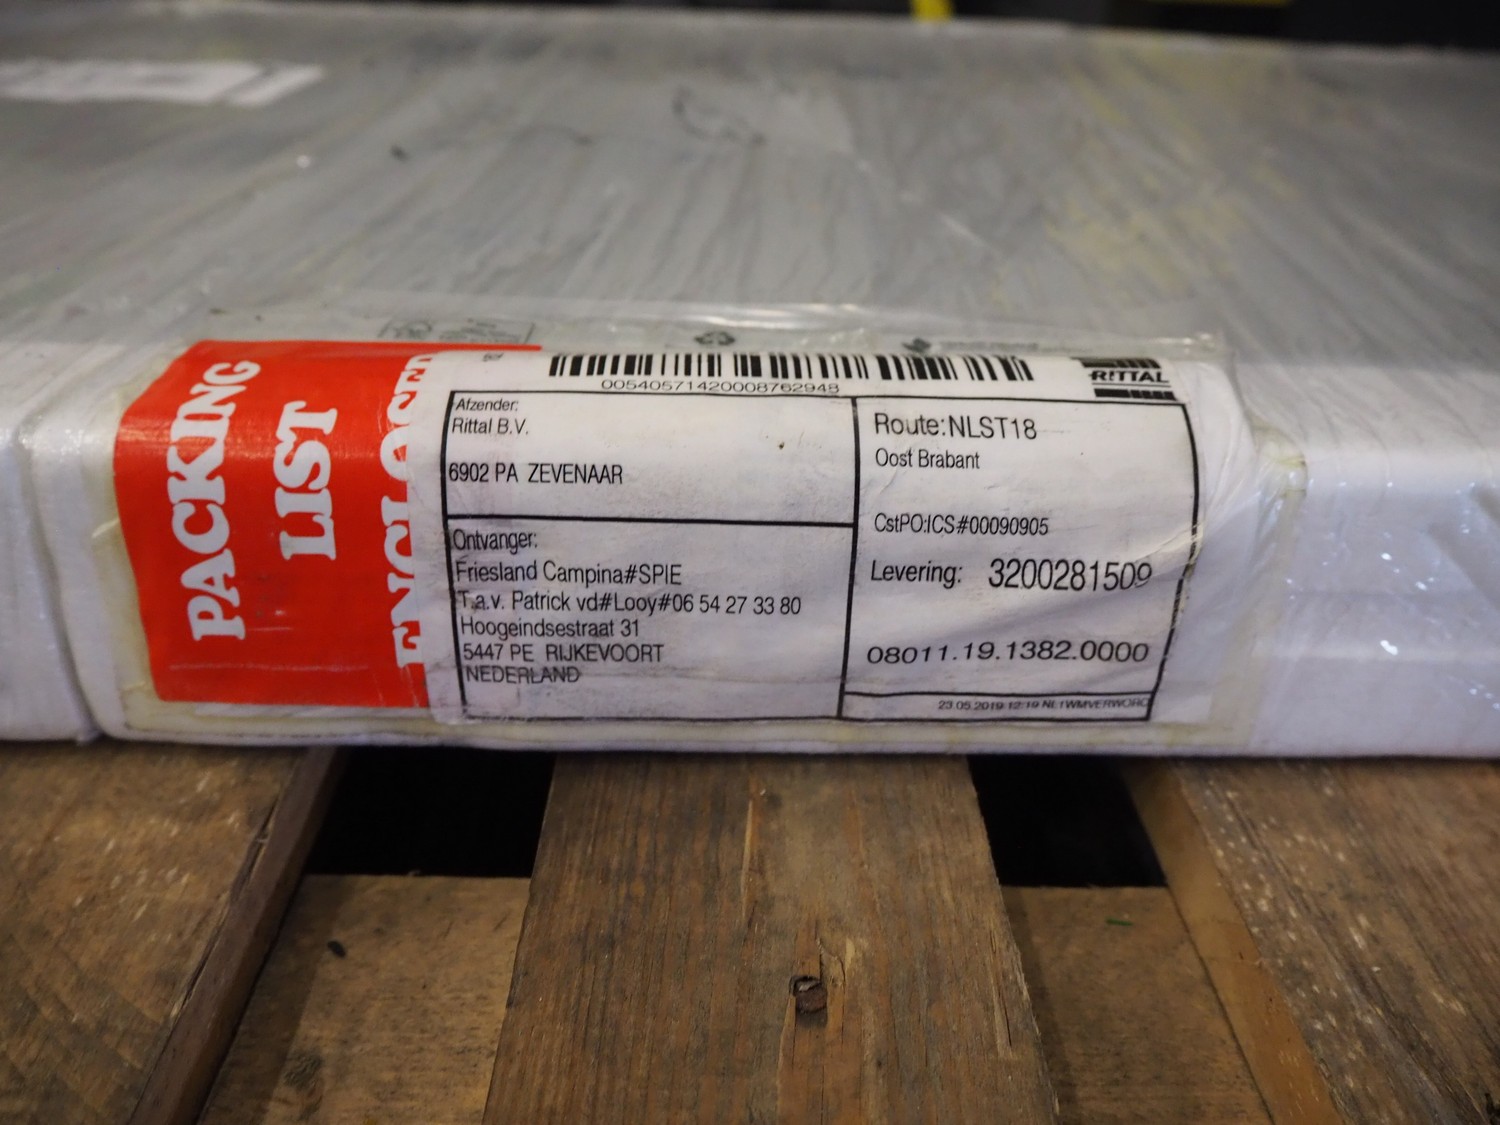 PACKING
LIST
ENCLOSED
00540571420008762948
RITTAL
Afzender:
Rittal B.V.
6902 PA ZEVENAAR
Ontvanger:
Friesland Campina#SPIE
T.a.v. Patrick vd#Looy#06 54 27 33 80
Hoogeindsestraat 31
5447 PE RIJKEVOORT
NEDERLAND
Route:NLST18
Oost Brabant
CstPO:ICS#00090905
Levering: 3200281509
08011.19.1382.0000
23.05.2019 12:19